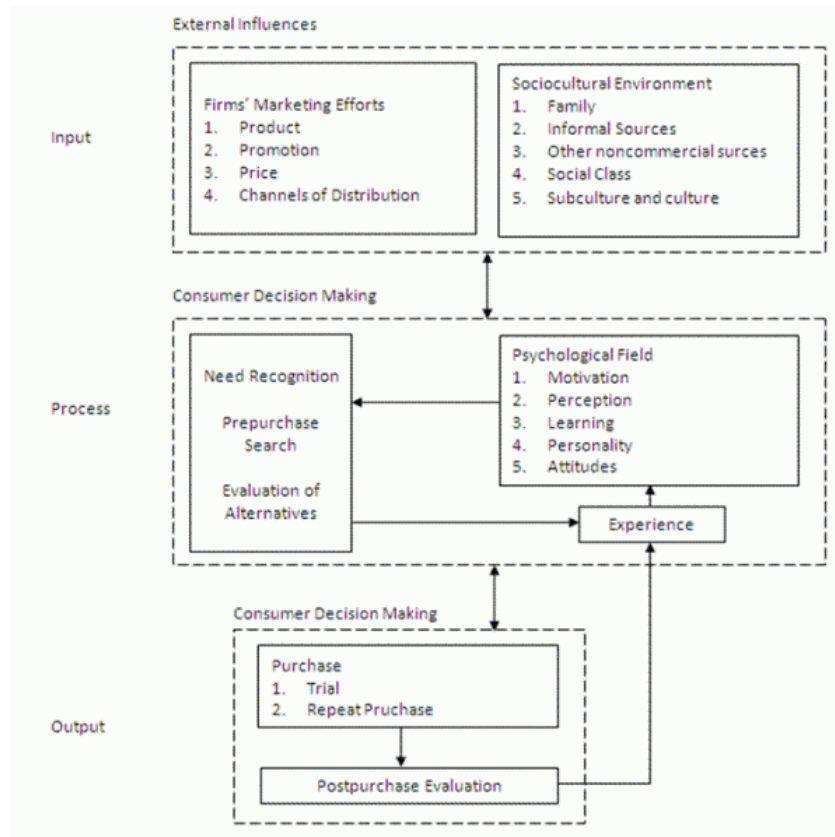 External Influences
Input
Firms' Marketing Efforts
1. Product
2. Promotion
3. Price
4. Channels of Distribution
Sociocultural Environment
1. Family
2. Informal Sources
3. Other noncommercial surces
4. Social Class
5. Subculture and culture
Consumer Decision Making
Process
Need Recognition
Prepurchase
Search
Evaluation of
Alternatives
Psychological Field
1. Motivation
2. Perception
3. Learning
4. Personality
5. Attitudes
Experience
Consumer Decision Making
Output
Purchase
1. Trial
2. Repeat Pruchase
Postpurchase Evaluation